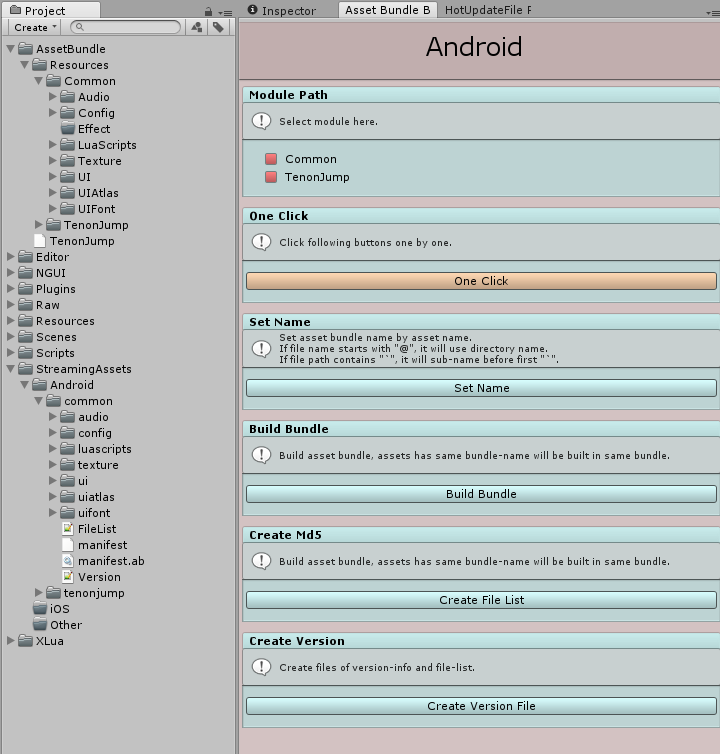 Project
Create
AssetBundle
Resources
Common
Audio
Config
Effect
LuaScripts
Texture
UI
UIAtlas
UIFont
TenonJump
TenonJump
Editor
NGUI
Plugins
Raw
Resources
Scenes
Scripts
StreamingAssets
Android
common
audio
config
luascripts
texture
ui
uiatlas
uifont
FileList
manifest
manifest.ab
Version
tenonjump
iOS
Other
XLua
Inspector
Asset Bundle B
HotUpdateFile F
Android
Module Path
Select module here.
Common
TenonJump
One Click
Click following buttons one by one.
One Click
Set Name
Set asset bundle name by asset name.
If file name starts with "@", it will use directory name.
If file path contains "`", it will sub-name before first "`".
Set Name
Build Bundle
Build asset bundle, assets has same bundle-name will be built in same bundle.
Build Bundle
Create Md5
Build asset bundle, assets has same bundle-name will be built in same bundle.
Create File List
Create Version
Create files of version-info and file-list.
Create Version File